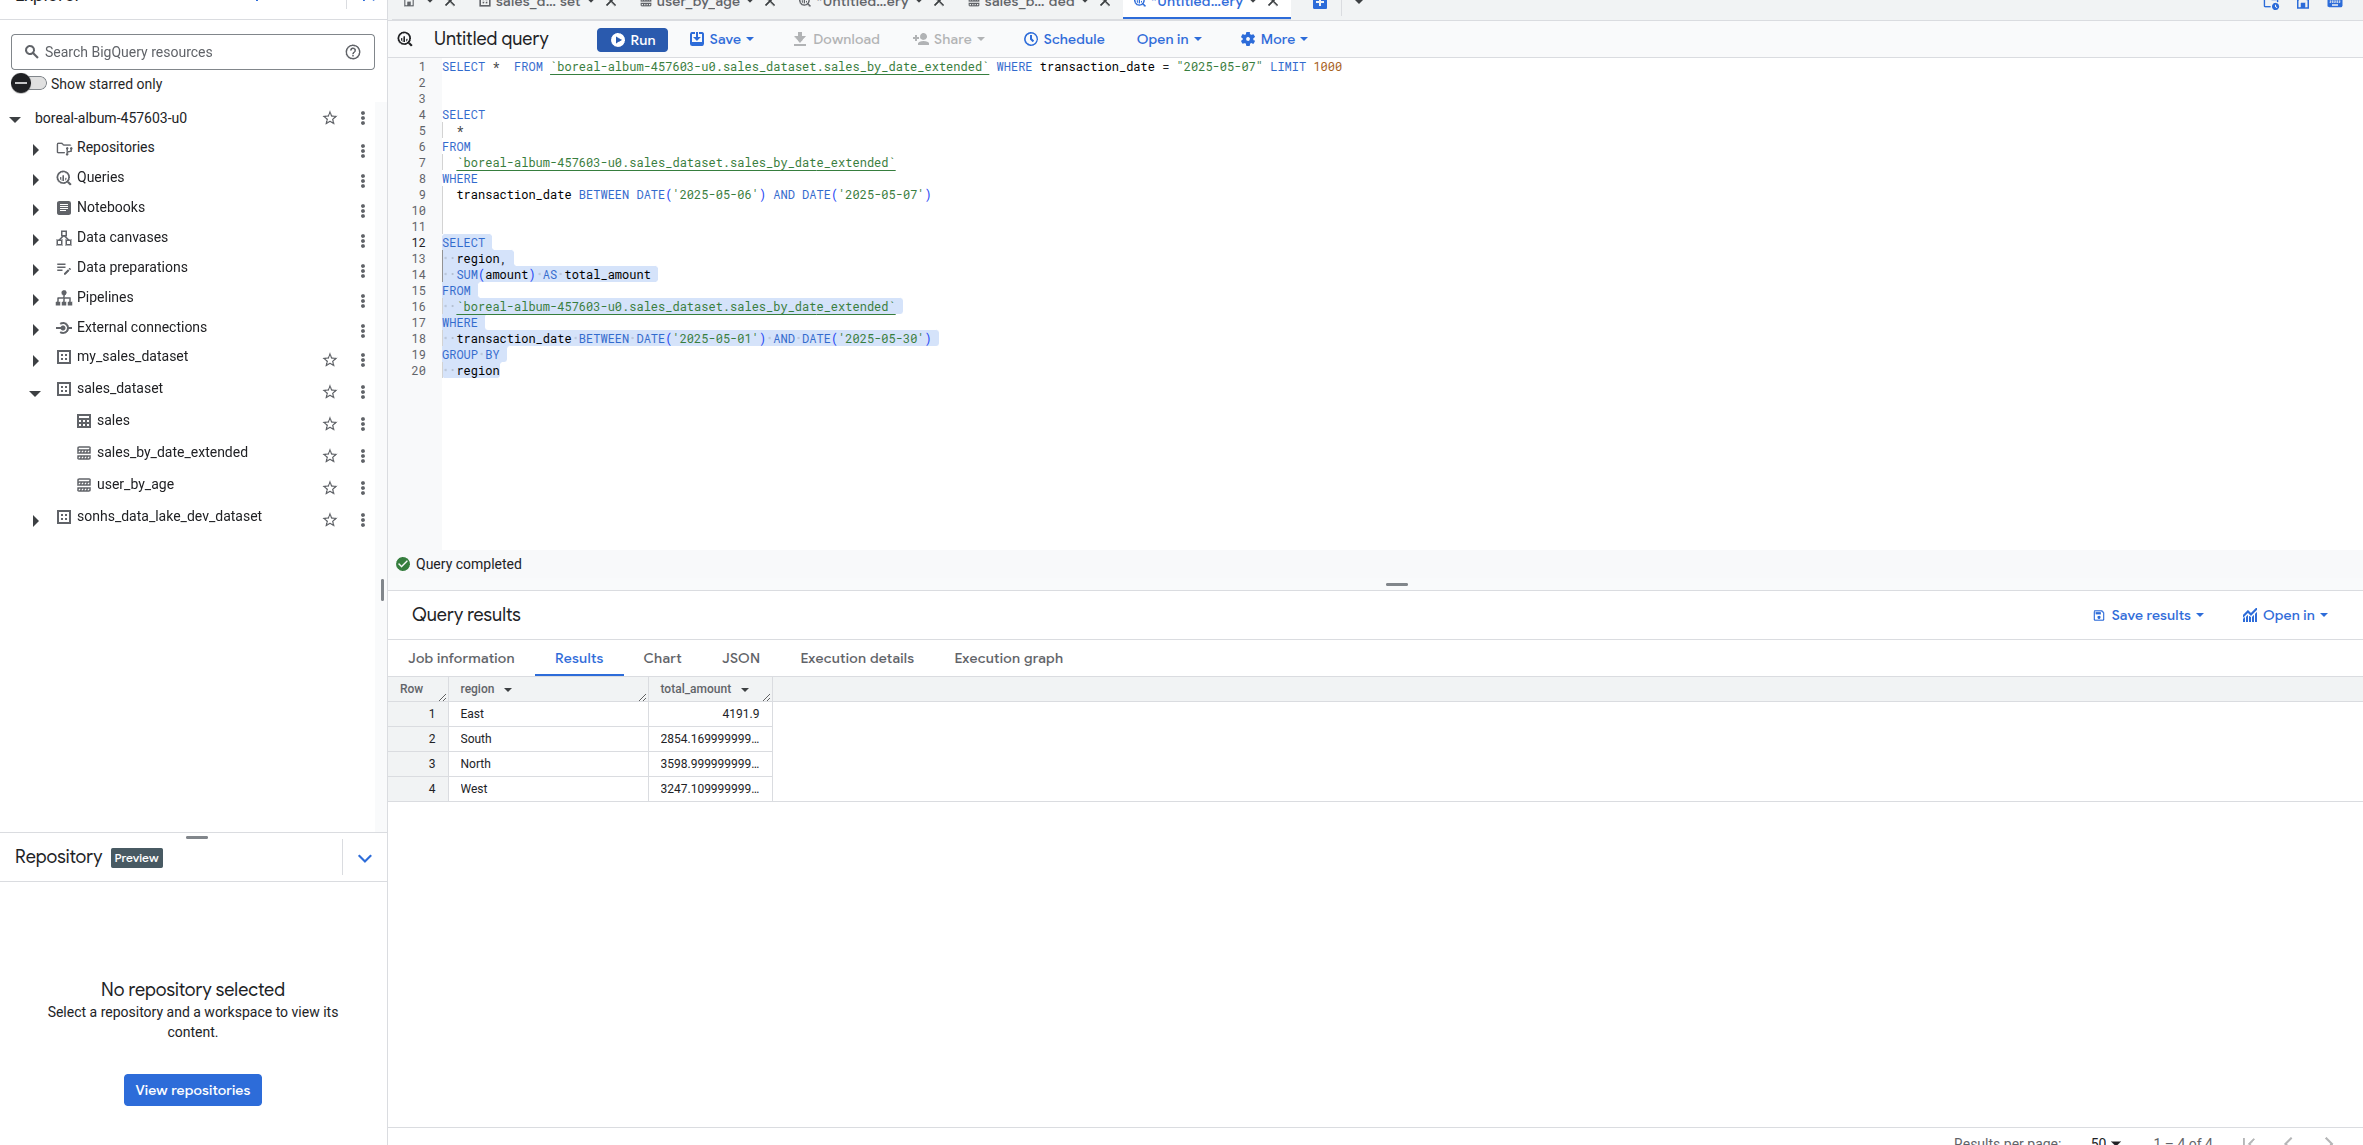 sales_d... set
user_by_age
*Untitled...ery
sales_b... ded
*Untitled...ery
Search BigQuery resources
Show starred only
boreal-album-457603-u0
Repositories
Queries
Notebooks
Data canvases
Data preparations
Pipelines
External connections
my_sales_dataset
sales_dataset
sales
sales_by_date_extended
user_by_age
sonhs_data_lake_dev_dataset
Repository Preview
No repository selected
Select a repository and a workspace to view its
content.
View repositories
Untitled query Run Save Download Share Schedule Open in More
1 SELECT *  FROM `boreal-album-457603-u0.sales_dataset.sales_by_date_extended` WHERE transaction_date = "2025-05-07" LIMIT 1000
2
3
4 SELECT
5   *
6 FROM
7   `boreal-album-457603-u0.sales_dataset.sales_by_date_extended`
8 WHERE
9   transaction_date BETWEEN DATE('2025-05-06') AND DATE('2025-05-07')
10
11
12 SELECT
13   region,
14   SUM(amount) AS total_amount
15 FROM
16   `boreal-album-457603-u0.sales_dataset.sales_by_date_extended`
17 WHERE
18   transaction_date BETWEEN DATE('2025-05-01') AND DATE('2025-05-30')
19 GROUP BY
20   region
Query completed
Query results Save results Open in
Job information Results Chart JSON Execution details Execution graph
Row region total_amount
1 East 4191.9
2 South 2854.169999999...
3 North 3598.999999999...
4 West 3247.109999999...
Results per page: 50 1 – 4 of 4